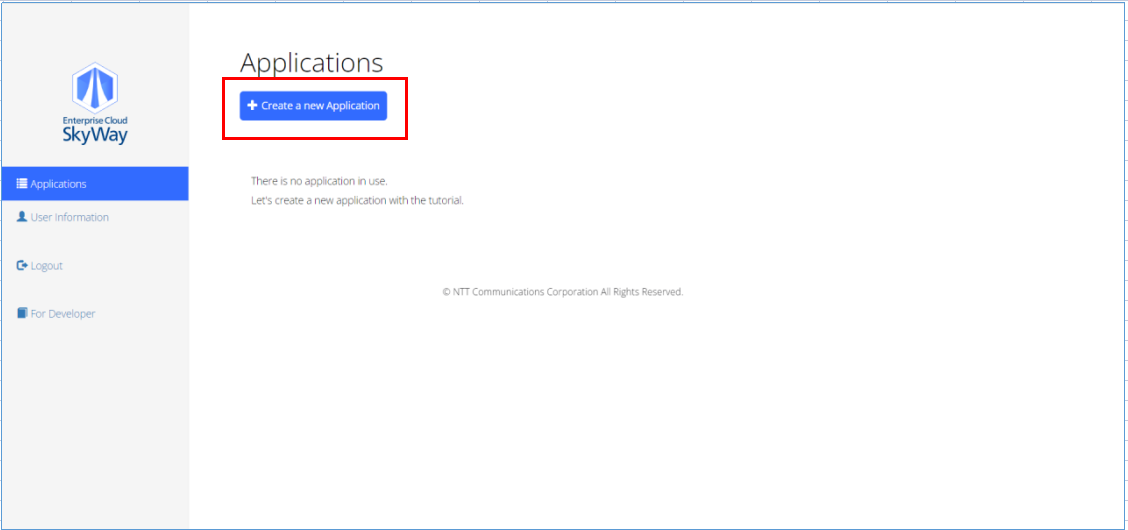 Enterprise Cloud
SkyWay
Applications
User Information
Logout
For Developer
Applications
Create a new Application
There is no application in use.
Let's create a new application with the tutorial.
© NTT Communications Corporation All Rights Reserved.